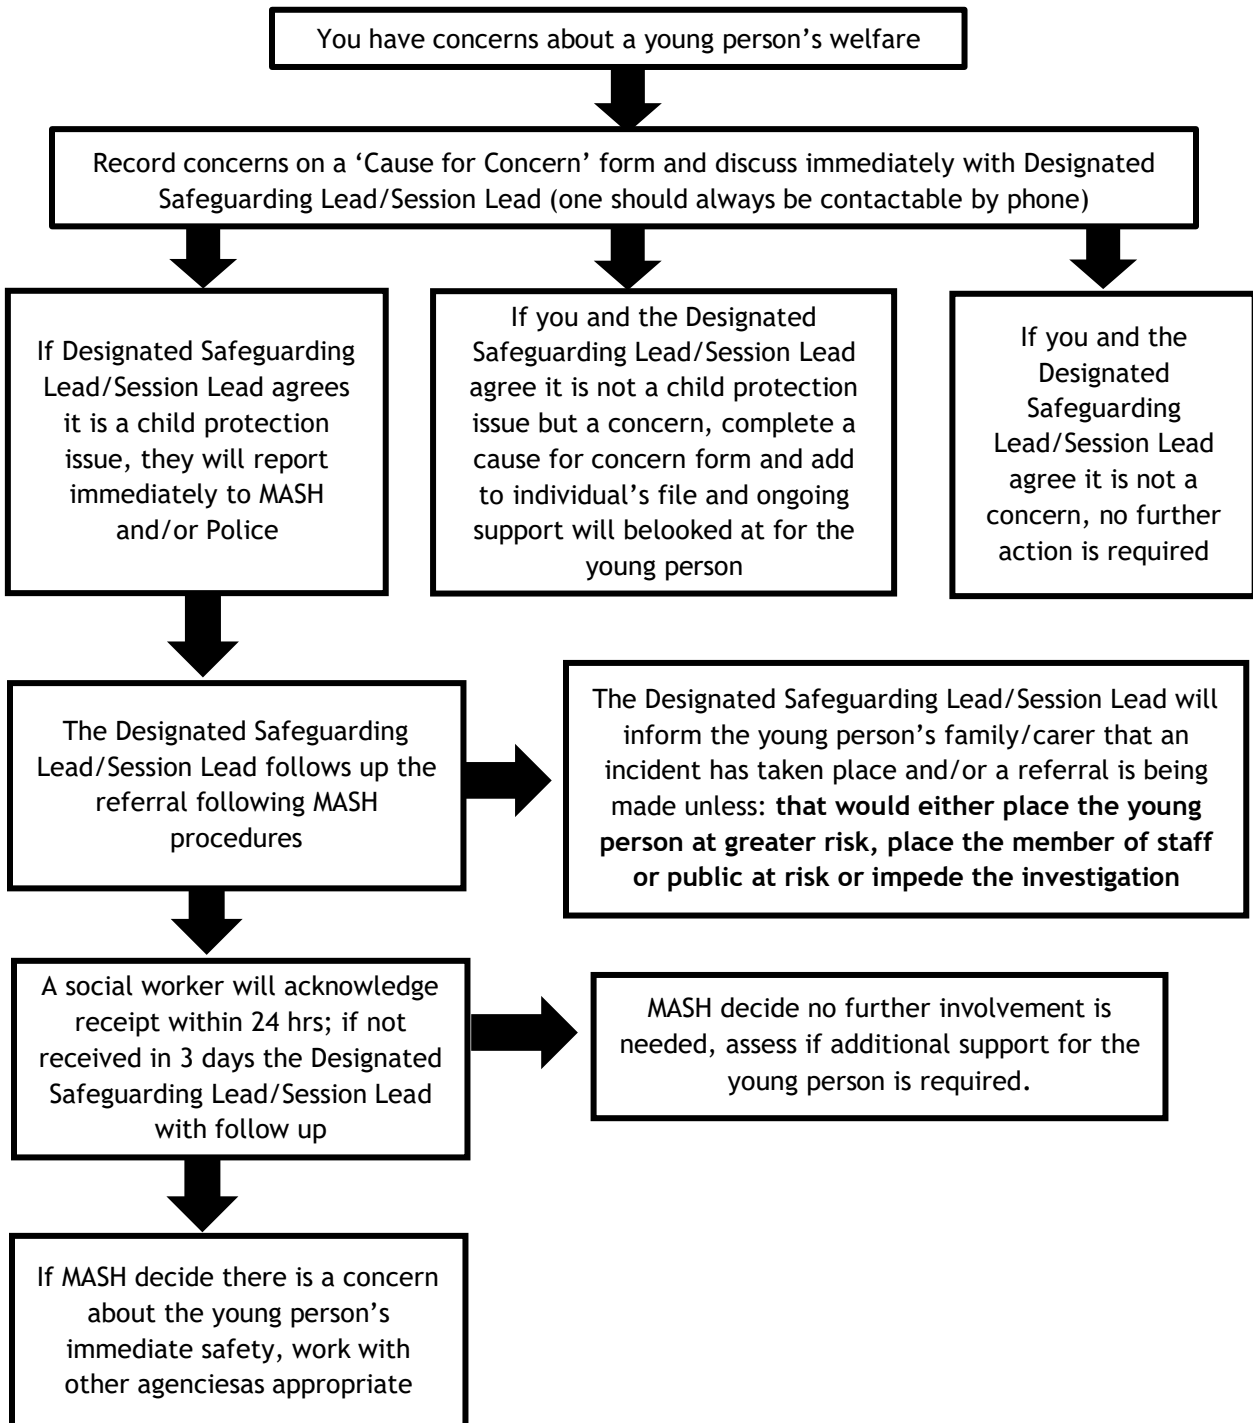 You have concerns about a young person’s welfare
Record concerns on a ‘Cause for Concern’ form and discuss immediately with Designated
Safeguarding Lead/Session Lead (one should always be contactable by phone)
If Designated Safeguarding
Lead/Session Lead agrees
it is a child protection
issue, they will report
immediately to MASH
and/or Police
If you and the Designated
Safeguarding Lead/Session Lead
agree it is not a child protection
issue but a concern, complete a
cause for concern form and add
to individual’s file and ongoing
support will belooked at for the
young person
If you and the
Designated
Safeguarding
Lead/Session Lead
agree it is not a
concern, no further
action is required
The Designated Safeguarding
Lead/Session Lead follows up the
referral following MASH
procedures
The Designated Safeguarding Lead/Session Lead will
inform the young person’s family/carer that an
incident has taken place and/or a referral is being
made unless: that would either place the young
person at greater risk, place the member of staff
or public at risk or impede the investigation
A social worker will acknowledge
receipt within 24 hrs; if not
received in 3 days the Designated
Safeguarding Lead/Session Lead
with follow up
MASH decide no further involvement is
needed, assess if additional support for the
young person is required.
If MASH decide there is a concern
about the young person’s
immediate safety, work with
other agenciesas appropriate